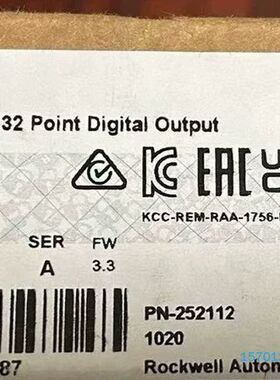 32 Point Digital Output
EAC
KCC-REM-RAA-1756-
SER FW
A 3.3
PN-252112
1020
87
Rockwell Autom